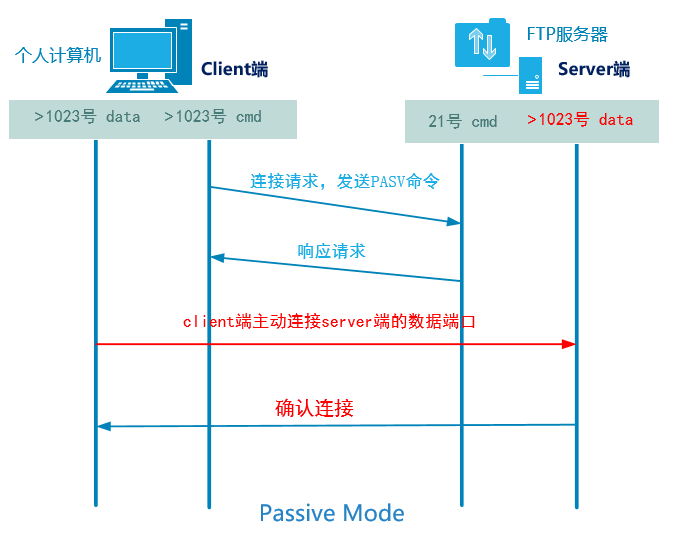 个人计算机
Client端
FTP服务器
Server端
>1023号 data >1023号 cmd
21号 cmd >1023号 data
连接请求，发送PASV命令
响应请求
client端主动连接server端的数据端口
确认连接
Passive Mode